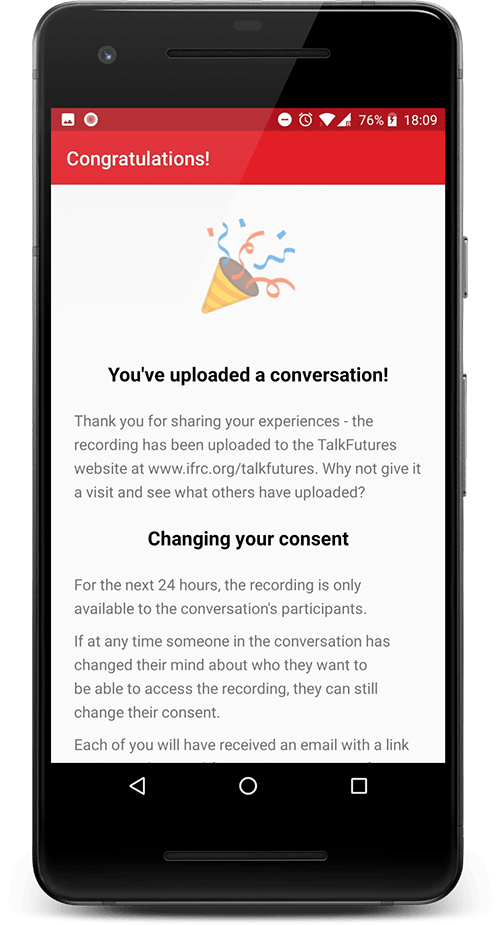 76% 18:09
Congratulations!
You've uploaded a conversation!
Thank you for sharing your experiences - the
recording has been uploaded to the TalkFutures
website at www.ifrc.org/talkfutures. Why not give it
a visit and see what others have uploaded?
Changing your consent
For the next 24 hours, the recording is only
available to the conversation's participants.
If at any time someone in the conversation has
changed their mind about who they want to
be able to access the recording, they can still
change their consent.
Each of you will have received an email with a link